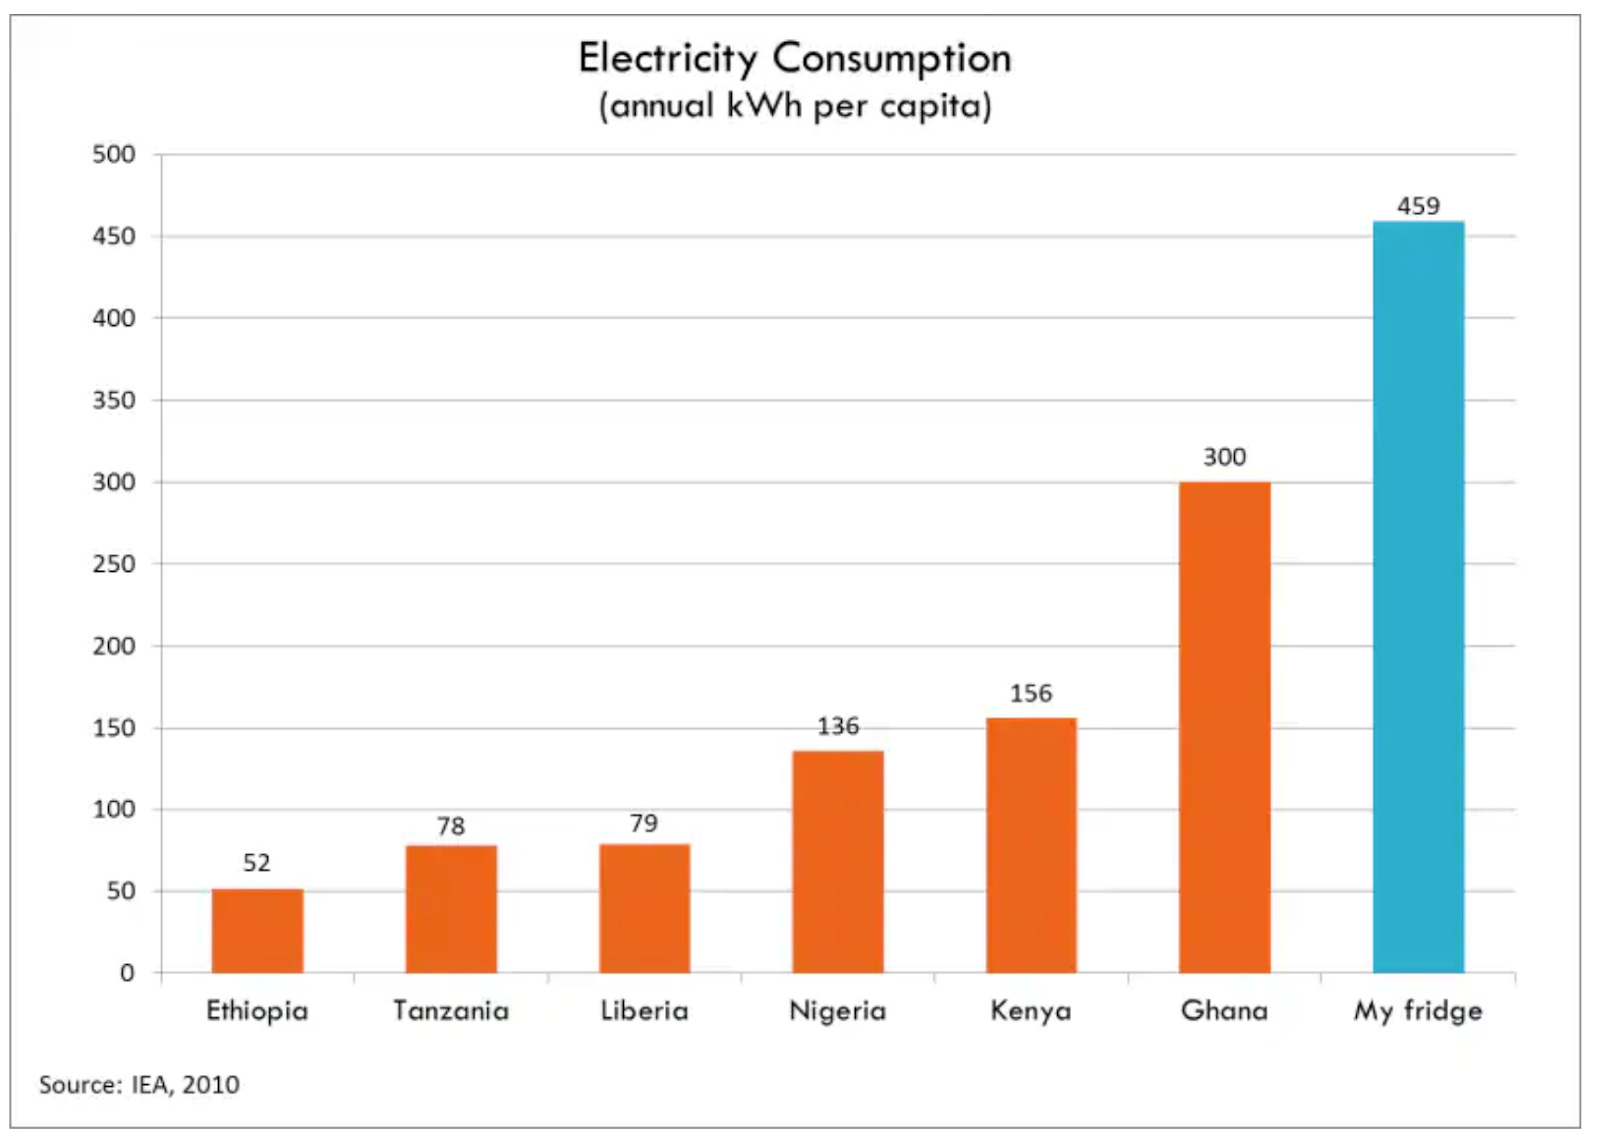 Electricity Consumption
(annual kWh per capita)
500
450
400
350
300
250
200
150
100
50
0
52
78
79
136
156
300
459
Ethiopia
Tanzania
Liberia
Nigeria
Kenya
Ghana
My fridge
Source: IEA, 2010